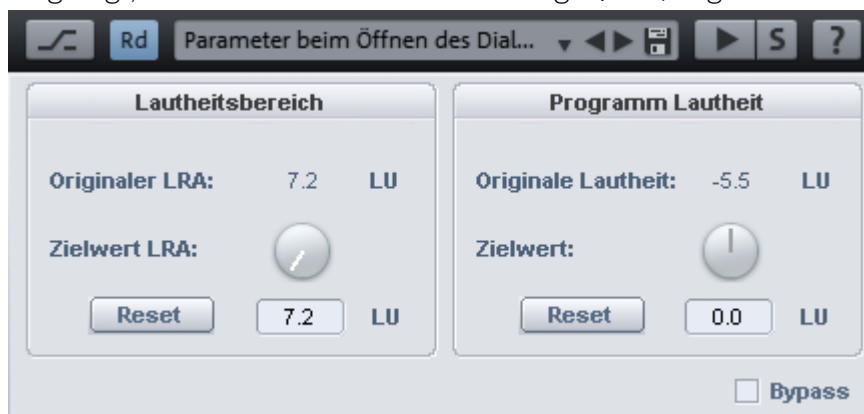 Rd Parameter beim Öffnen des Dial... S ?
Lautheitsbereich
Programm Lautheit
Originaler LRA: 7.2 LU
Originale Lautheit: -5.5 LU
Zielwert LRA:
Zielwert:
Reset 7.2 LU
Reset 0.0 LU
Bypass